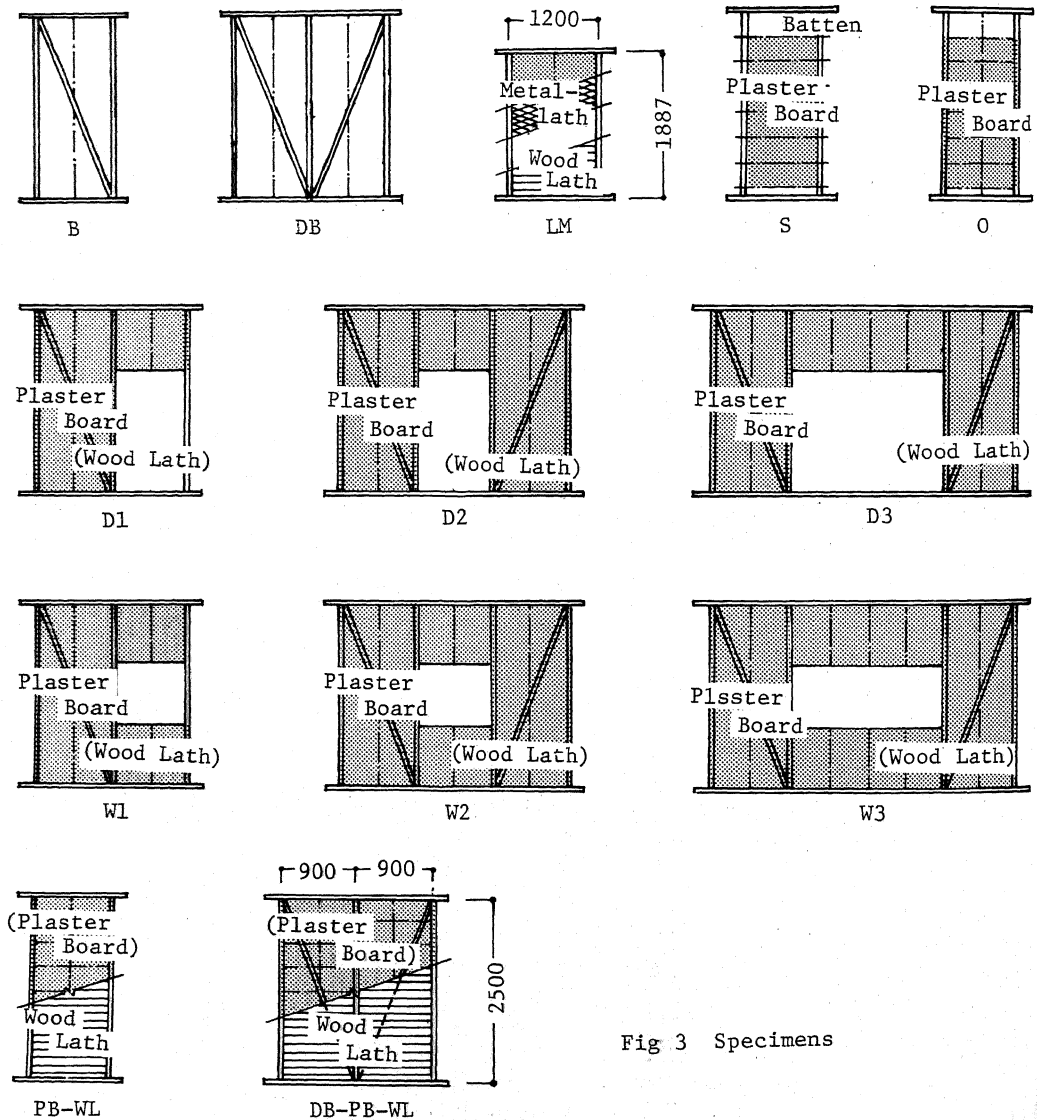 1200
Metal-
lath
Wood
Lath
1887
Batten
Plaster
Board
Plaster
Board
B
DB
LM
S
O
Plaster
Board
(Wood Lath)
Plaster
Board
(Wood Lath)
Plaster
Board
(Wood Lath)
D1
D2
D3
Plaster
Board
(Wood Lath)
Plaster
Board
(Wood Lath)
Plsster
Board
(Wood Lath)
W1
W2
W3
(Plaster
Board)
Wood
Lath
900 900
(Plaster
Board)
Wood
Lath
2500
PB-WL
DB-PB-WL
Fig 3 Specimens